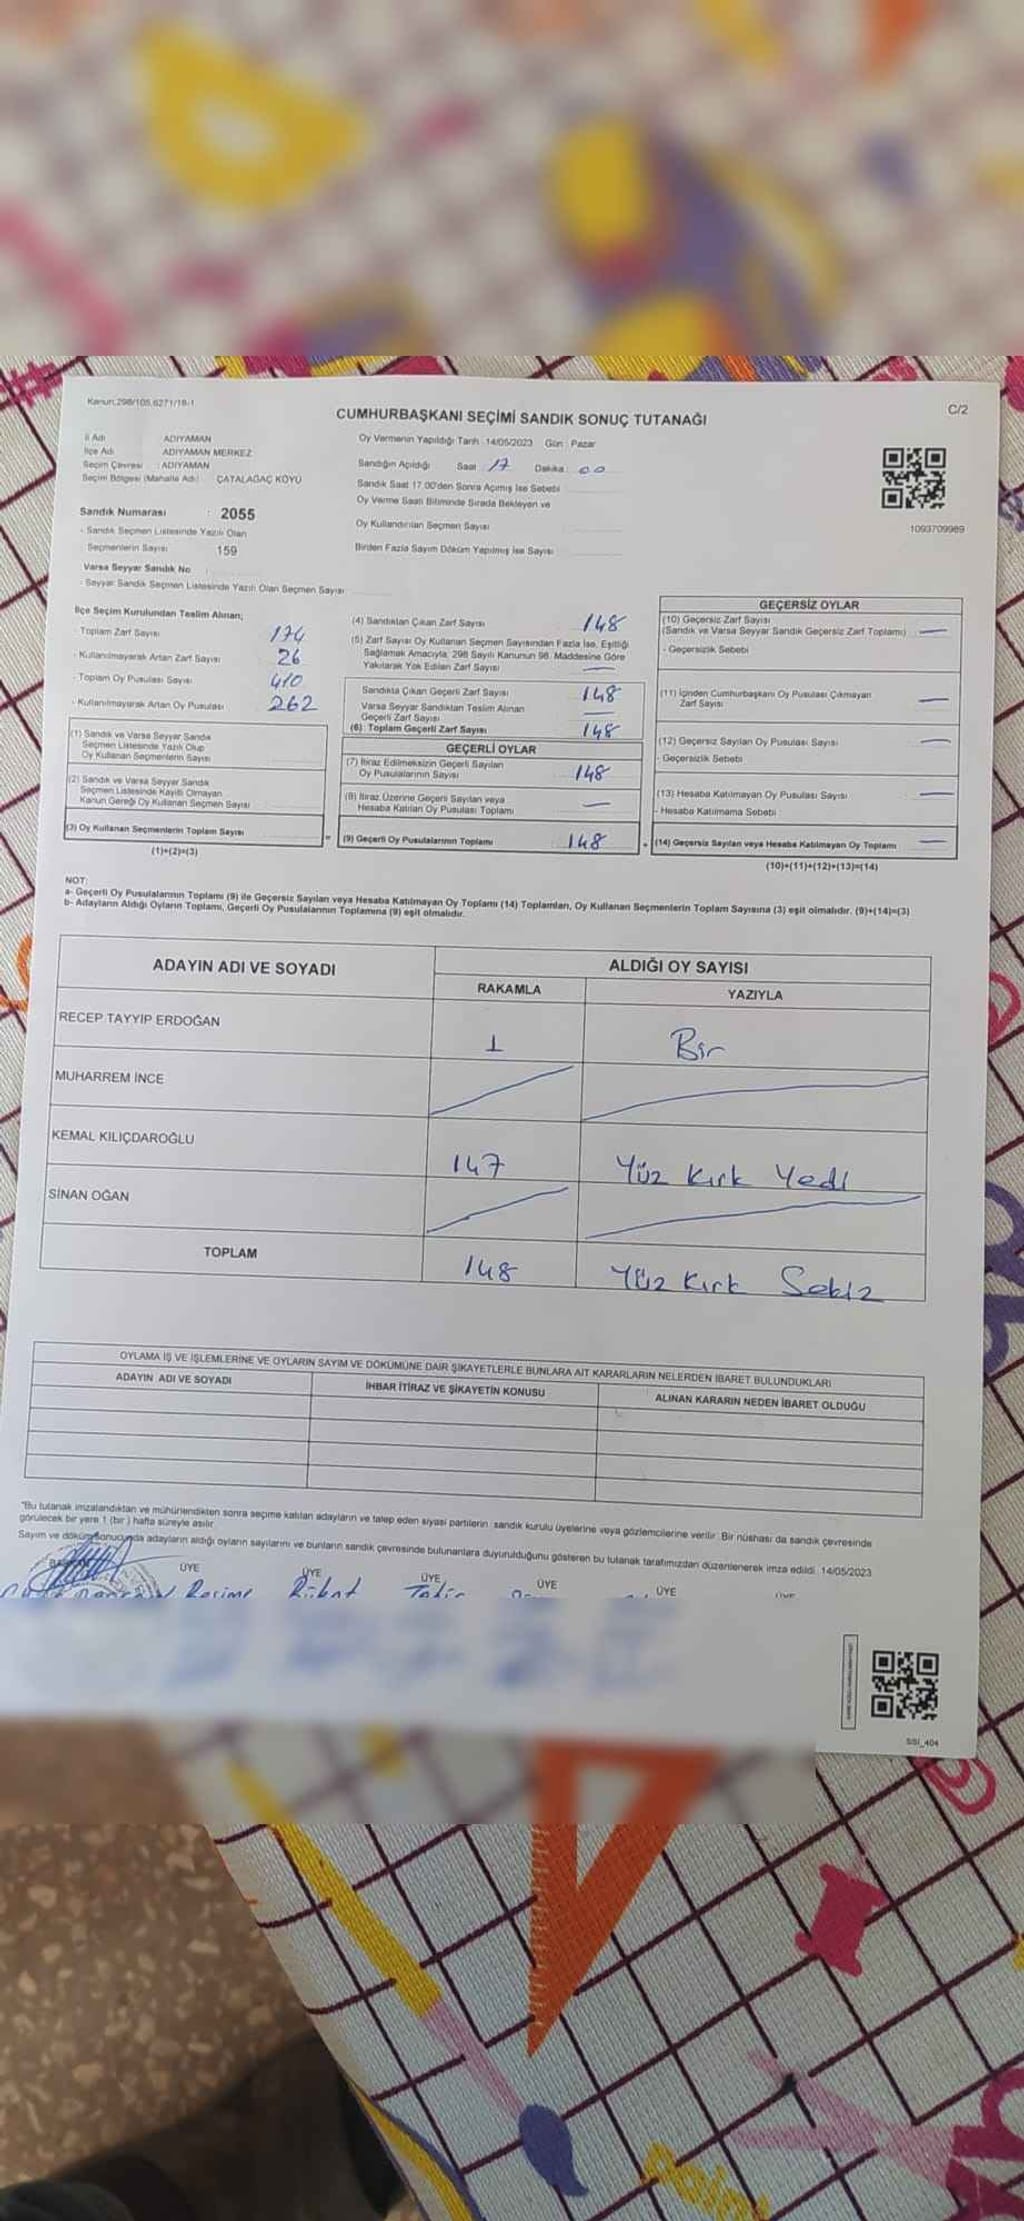 Kanun:298/105,6271/18-1
C/2
CUMHURBAŞKANI SEÇİMİ SANDIK SONUÇ TUTANAĞI
İl Adı ADIYAMAN
İlçe Adı ADIYAMAN MERKEZ
Seçim Çevresi : ADIYAMAN
Seçim Bölgesi (Mahalle Adı) ÇATALAĞAÇ KÖYÜ
Oy Vermenin Yapıldığı Tarih :14/05/2023 Gün : Pazar
Sandığın Açıldığı Saat 17 Dakika 00
Sandık Saat 17.00'den Sonra Açılmış İse Sebebi
Oy Verme Saati Bitiminde Sırada Bekleyen ve
Oy Kullandırılan Seçmen Sayısı
Birden Fazla Sayım Döküm Yapılmış İse Sayısı
1093709989
Sandık Numarası : 2055
- Sandık Seçmen Listesinde Yazılı Olan
Seçmenlerin Sayısı 159
Varsa Seyyar Sandık No
- Seyyar Sandık Seçmen Listesinde Yazılı Olan Seçmen Sayısı
İlçe Seçim Kurulundan Teslim Alınan;
- Toplam Zarf Sayısı 174
- Kullanılmayarak Artan Zarf Sayısı 26
- Toplam Oy Pusulası Sayısı 410
- Kullanılmayarak Artan Oy Pusulası 262
(1) Sandık ve Varsa Seyyar Sandık
Seçmen Listesinde Yazılı Olup
Oy Kullanan Seçmenlerin Sayısı
(2) Sandık ve Varsa Seyyar Sandık
Seçmen Listesinde Kayıtlı Olmayan
Kanun Gereği Oy Kullanan Seçmen Sayısı
(3) Oy Kullanan Seçmenlerin Toplam Sayısı
(1)+(2)=(3)
(4) Sandıktan Çıkan Zarf Sayısı 148
(5) Zarf Sayısı Oy Kullanan Seçmen Sayısından Fazla İse, Eşitliği
Sağlamak Amacıyla, 298 Sayılı Kanunun 98. Maddesine Göre
Yakılarak Yok Edilen Zarf Sayısı —
Sandıkta Çıkan Geçerli Zarf Sayısı 148
Varsa Seyyar Sandıktan Teslim Alınan
Geçerli Zarf Sayısı —
(6) Toplam Geçerli Zarf Sayısı 148
GEÇERLİ OYLAR
(7) İtiraz Edilmeksizin Geçerli Sayılan
Oy Pusulalarının Sayısı 148
(8) İtiraz Üzerine Geçerli Sayılan veya
Hesaba Katılan Oy Pusulası Toplamı —
= (9) Geçerli Oy Pusulalarının Toplamı 148
GEÇERSİZ OYLAR
(10) Geçersiz Zarf Sayısı
(Sandık ve Varsa Seyyar Sandık Geçersiz Zarf Toplamı) —
- Geçersizlik Sebebi
(11) İçinden Cumhurbaşkanı Oy Pusulası Çıkmayan
Zarf Sayısı —
(12) Geçersiz Sayılan Oy Pusulası Sayısı —
- Geçersizlik Sebebi
(13) Hesaba Katılmayan Oy Pusulası Sayısı —
- Hesaba Katılmama Sebebi
+ (14) Geçersiz Sayılan veya Hesaba Katılmayan Oy Toplamı —
(10)+(11)+(12)+(13)=(14)
NOT:
a- Geçerli Oy Pusulalarının Toplamı (9) ile Geçersiz Sayılan veya Hesaba Katılmayan Oy Toplamı (14) Toplamları, Oy Kullanan Seçmenlerin Toplam Sayısına (3) eşit olmalıdır. (9)+(14)=(3)
b- Adayların Aldığı Oyların Toplamı, Geçerli Oy Pusulalarının Toplamına (9) eşit olmalıdır.
ADAYIN ADI VE SOYADI ALDIĞI OY SAYISI
RAKAMLA YAZIYLA
RECEP TAYYİP ERDOĞAN 1 Bir
MUHARREM İNCE
KEMAL KILIÇDAROĞLU 147 Yüz Kırk Yedi
SİNAN OĞAN
TOPLAM 148 Yüz Kırk Sekiz
OYLAMA İŞ VE İŞLEMLERİNE VE OYLARIN SAYIM VE DÖKÜMÜNE DAİR ŞİKAYETLERLE BUNLARA AİT KARARLARIN NELERDEN İBARET BULUNDUKLARI
ADAYIN ADI VE SOYADI İHBAR İTİRAZ VE ŞİKAYETİN KONUSU ALINAN KARARIN NEDEN İBARET OLDUĞU
"Bu tutanak imzalandıktan ve mühürlendikten sonra seçime katılan adayların ve talep eden siyasi partilerin sandık kurulu üyelerine veya gözlemcilerine verilir. Bir nüshası da sandık çevresinde
görülecek bir yere 1 (bir) hafta süreyle asılır.
Sayım ve döküm sonucunda adayların aldığı oyların sayılarını ve bunların sandık çevresinde bulunanlara duyurulduğunu gösteren bu tutanak tarafımızdan düzenlenerek imza edildi. 14/05/2023
ÜYE ÜYE ÜYE ÜYE ÜYE ÜYE
SSİ_404
paint